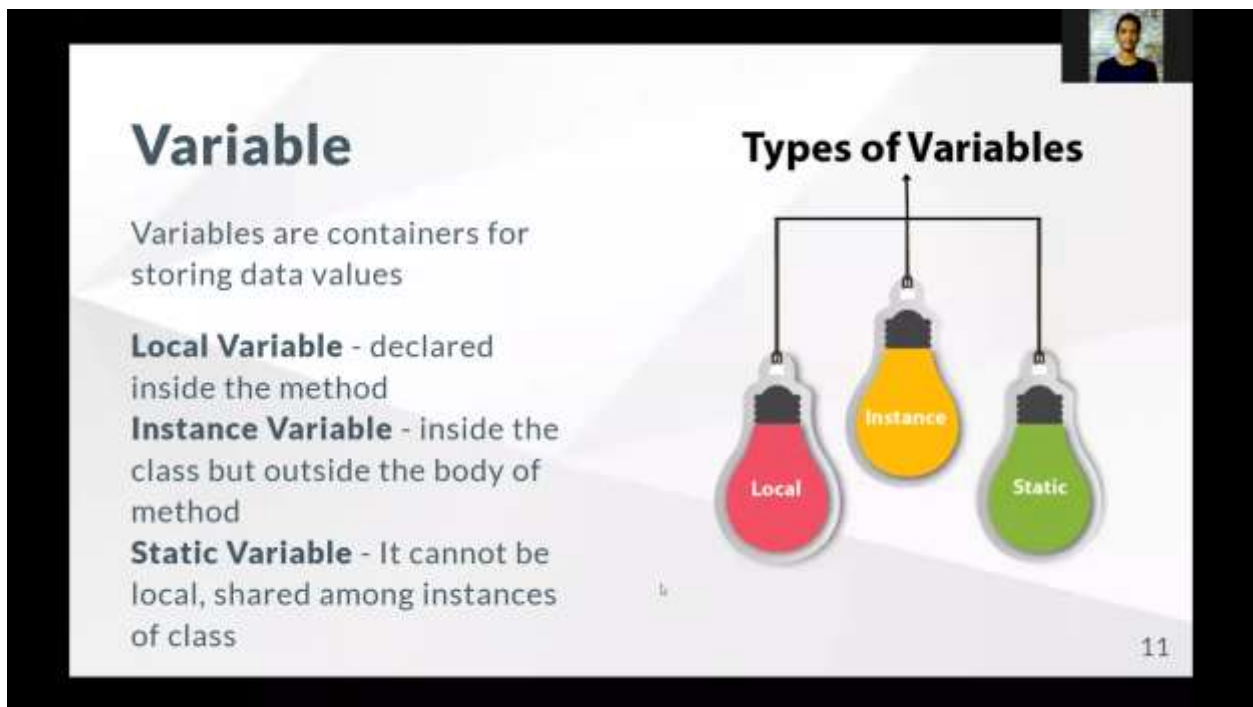 Variable
Variables are containers for
storing data values
Local Variable - declared
inside the method
Instance Variable - inside the
class but outside the body of
method
Static Variable - It cannot be
local, shared among instances
of class
Types of Variables
Instance
Local
Static
11